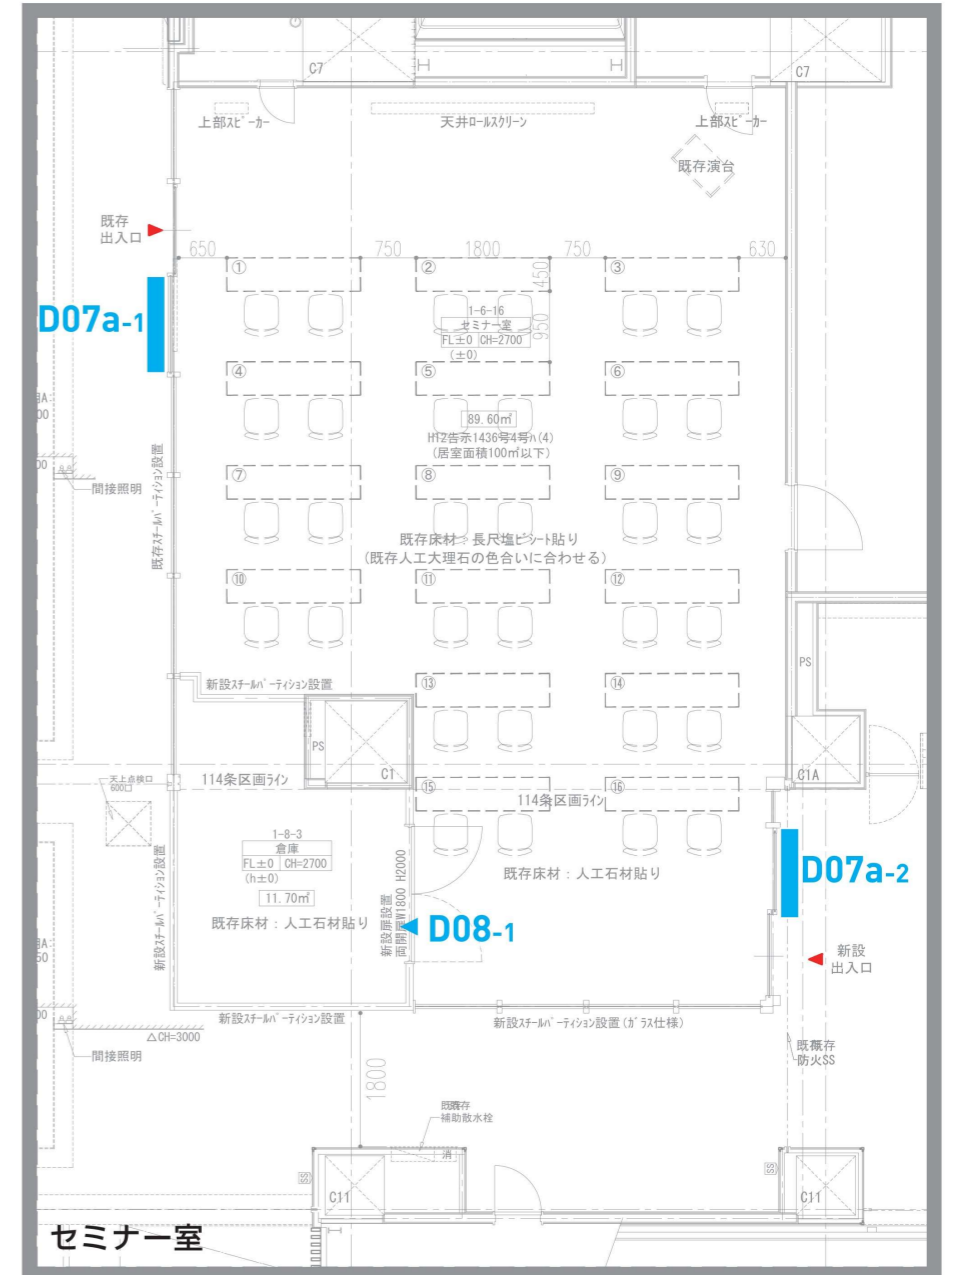 C7
C7
上部ｽﾋﾟｰｶｰ
天井ﾛｰﾙｽｸﾘｰﾝ
上部ｽﾋﾟｰｶｰ
既存演台
既存
出入口
650
750
1800
750
630
①
②
③
450
D07a-1
1-6-16
セミナー室
FL±0 CH=2700
(±0)
950
④
⑤
⑥
89.60㎡
H12告示1436号4号ﾊ(4)
(居室面積100㎡以下)
既存ｽﾁｰﾙﾊﾟｰﾃｨｼｮﾝ設置
間接照明
⑦
⑧
⑨
既存床材：長尺塩ビシート貼り
(既存人工大理石の色合いに合わせる)
⑩
⑪
⑫
新設ｽﾁｰﾙﾊﾟｰﾃｨｼｮﾝ設置
⑬
⑭
PS
PS
C1
C1A
天上点検口
600口
114条区画ﾗｲﾝ
⑮
114条区画ﾗｲﾝ
⑯
1-8-3
倉庫
FL±0 CH=2700
(h±0)
11.70㎡
既存床材：人工石材貼り
新設ｽﾁｰﾙﾊﾟｰﾃｨｼｮﾝ設置
新設扉設置
両開扉W1800 H2000
D08-1
既存床材：人工石材貼り
D07a-2
新設
出入口
新設ｽﾁｰﾙﾊﾟｰﾃｨｼｮﾝ設置
新設ｽﾁｰﾙﾊﾟｰﾃｨｼｮﾝ設置(ｶﾞﾗｽ仕様)
△CH=3000
間接照明
1800
既存
防火SS
既存
補助散水栓
消
SS
SS
C11
C11
セミナー室